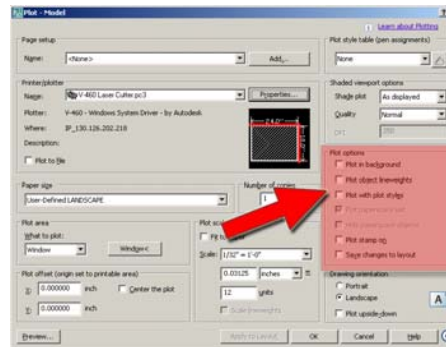 Plot - Model
Learn about Plotting
Page setup
Name: <None> Add...
Plot style table (pen assignments)
None
Printer/plotter
Name: V-460 Laser Cutter.pc3 Properties...
Plotter: V-460 - Windows System Driver - by Autodesk
Where: IP_130.126.202.218
Description:
Plot to file
Shaded viewport options
Shade plot As displayed
Quality Normal
DPI
Plot options
Plot in background
Plot object lineweights
Plot with plot styles
Plot stamp on
Save changes to layout
Paper size
User-Defined LANDSCAPE
Number of copies
1
Plot area
What to plot:
Window Window<
Plot scale
Scale: 1/32" = 1'-0"
0.03125 inches =
12 units
Scale lineweights
Plot offset (origin set to printable area)
X: 0.000000 inch Center the plot
Y: 0.000000 inch
Drawing orientation
Portrait
Landscape
Plot upside-down
A
Preview... Apply to Layout OK Cancel Help